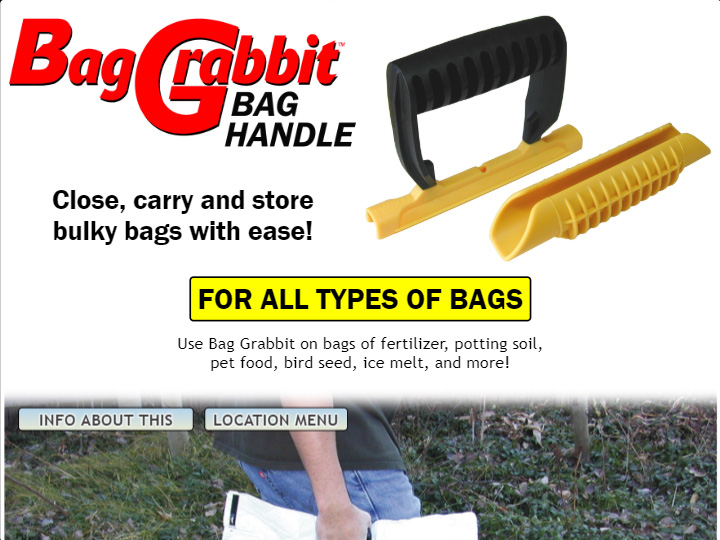 BagGrabbit™
BAG
HANDLE
Close, carry and store
bulky bags with ease!
FOR ALL TYPES OF BAGS
Use Bag Grabbit on bags of fertilizer, potting soil,
pet food, bird seed, ice melt, and more!
INFO ABOUT THIS
LOCATION MENU